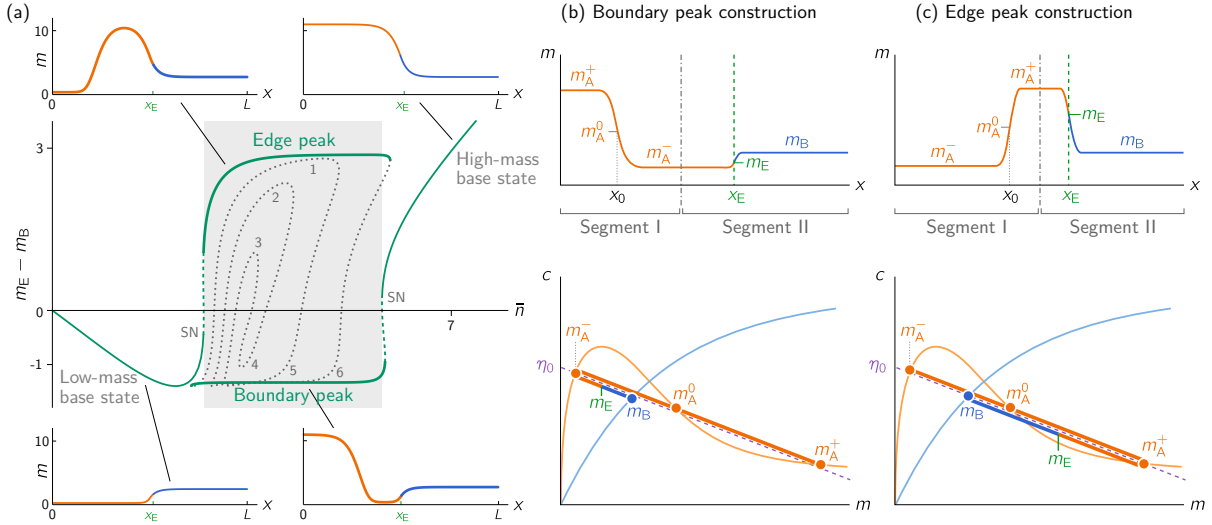 (a)
m
10
0
0
x_E
L
x
0
x_E
L
x
3
0
-1
m_E − m_B
Edge peak
1
2
3
4
5
6
SN
SN
7
n̄
High-mass
base state
Low-mass
base state
Boundary peak
m
10
0
0
x_E
L
x
0
x_E
L
x
(b) Boundary peak construction
m
m_A^+
m_A^0
m_A^−
m_B
m_E
x_0
x_E
x
Segment I
Segment II
c
m_A^−
η_0
m_A^0
m_E
m_B
m_A^+
m
(c) Edge peak construction
m
m_A^+
m_A^0
m_E
m_A^−
m_B
x_0
x_E
x
Segment I
Segment II
c
m_A^−
η_0
m_A^0
m_B
m_E
m_A^+
m